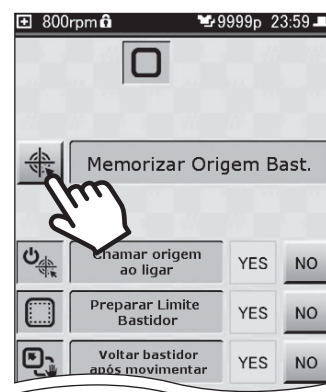 800rpm 9999p 23:59
Memorizar Origem Bast.
Chamar origem
ao ligar
YES NO
Preparar Limite
Bastidor
YES NO
Voltar bastidor
após movimentar
YES NO